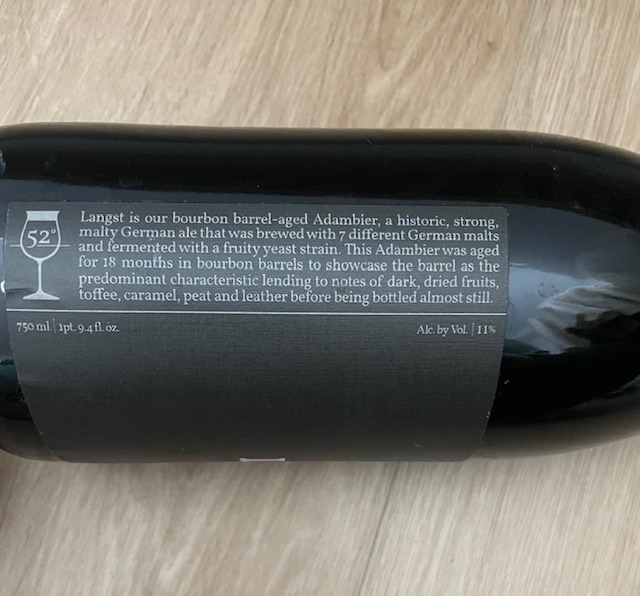 52°
Langst is our bourbon barrel-aged Adambier, a historic, strong,
malty German ale that was brewed with 7 different German malts
and fermented with a fruity yeast strain. This Adambier was aged
for 18 months in bourbon barrels to showcase the barrel as the
predominant characteristic lending to notes of dark, dried fruits,
toffee, caramel, peat and leather before being bottled almost still.
750 ml | 1pt. 9.4 fl. oz.
Alc. by Vol. | 11%